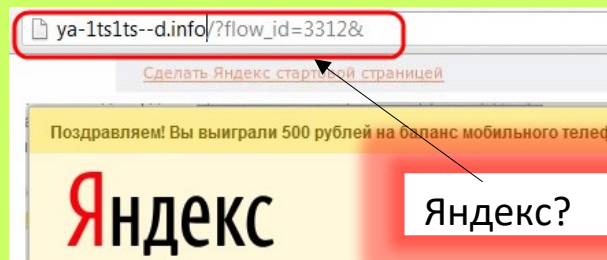 ya-1ts1ts--d.info/?flow_id=3312&
Сделать Яндекс стартовой страницей
Поздравляем! Вы выиграли 500 рублей на баланс мобильного
Яндекс
Яндекс?